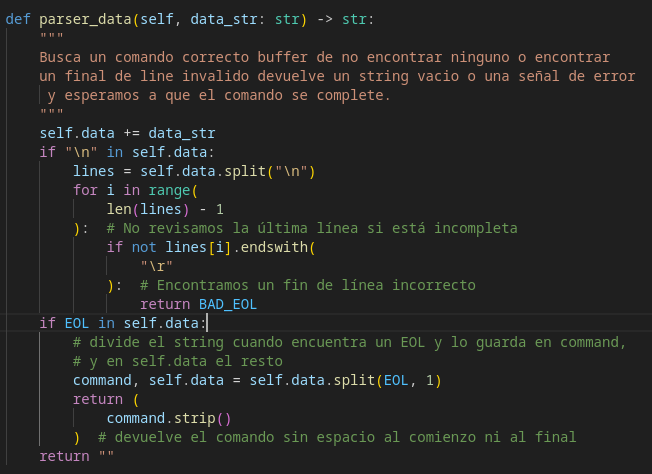 def parser_data(self, data_str: str) -> str:
    """
    Busca un comando correcto buffer de no encontrar ninguno o encontrar
    un final de line invalido devuelve un string vacio o una señal de error
     y esperamos a que el comando se complete.
    """
    self.data += data_str
    if "\n" in self.data:
        lines = self.data.split("\n")
        for i in range(
            len(lines) - 1
        ):  # No revisamos la última línea si está incompleta
            if not lines[i].endswith(
                "\r"
            ):  # Encontramos un fin de línea incorrecto
                return BAD_EOL
    if EOL in self.data:
        # divide el string cuando encuentra un EOL y lo guarda en command,
        # y en self.data el resto
        command, self.data = self.data.split(EOL, 1)
        return (
            command.strip()
        )  # devuelve el comando sin espacio al comienzo ni al final
    return ""